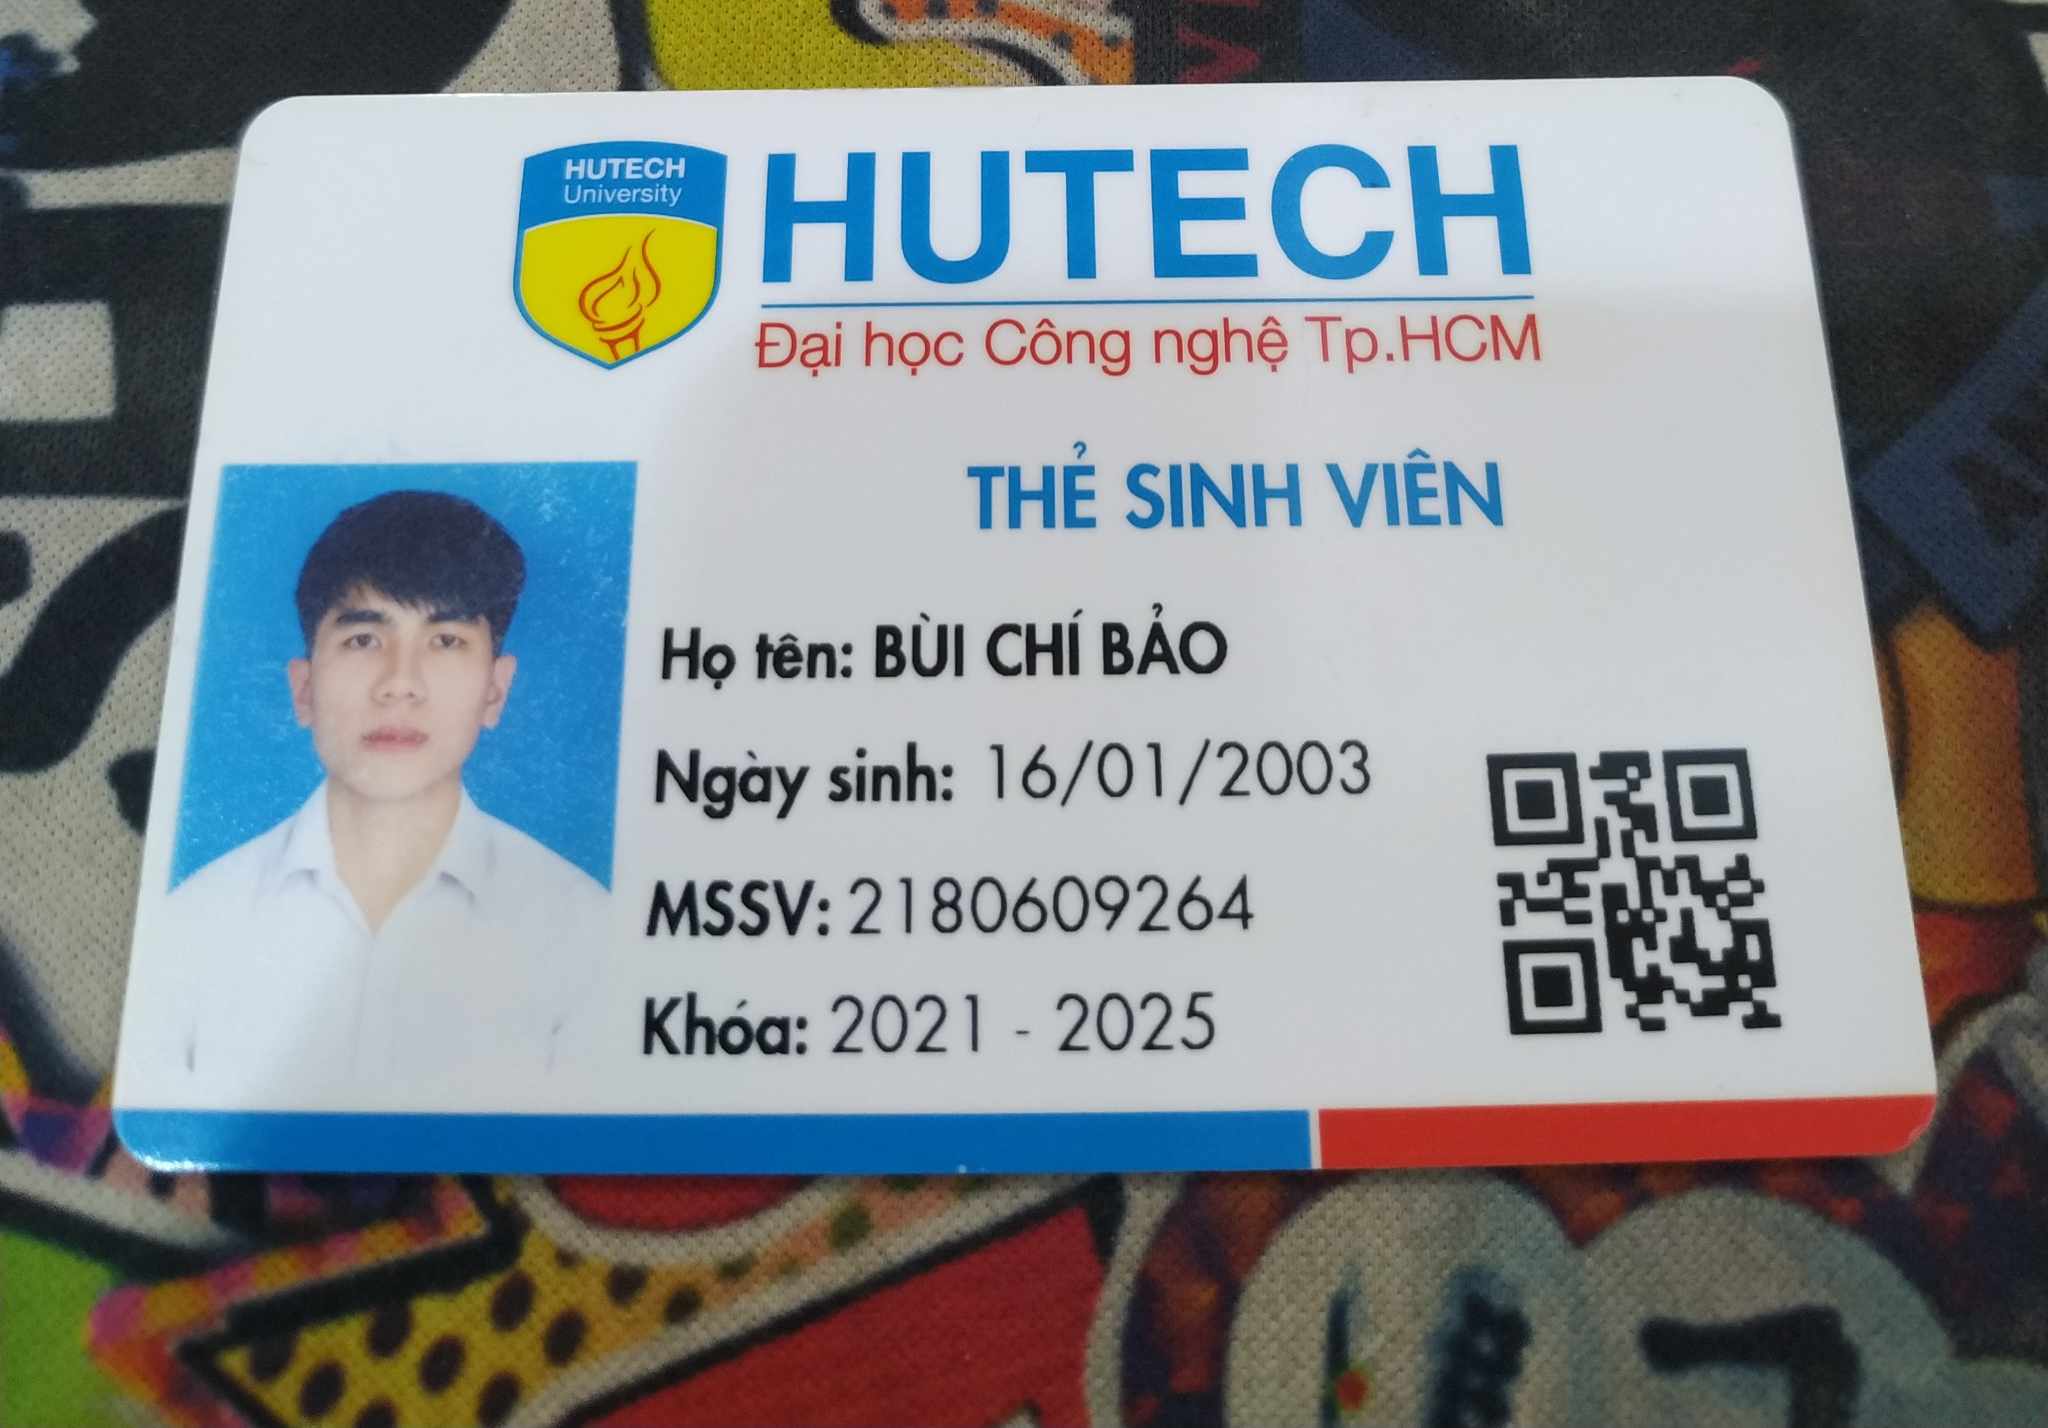 HUTECH
University
HUTECH
Đại học Công nghệ Tp.HCM
THẺ SINH VIÊN
Họ tên: BÙI CHÍ BẢO
Ngày sinh: 16/01/2003
MSSV: 2180609264
Khóa: 2021 - 2025